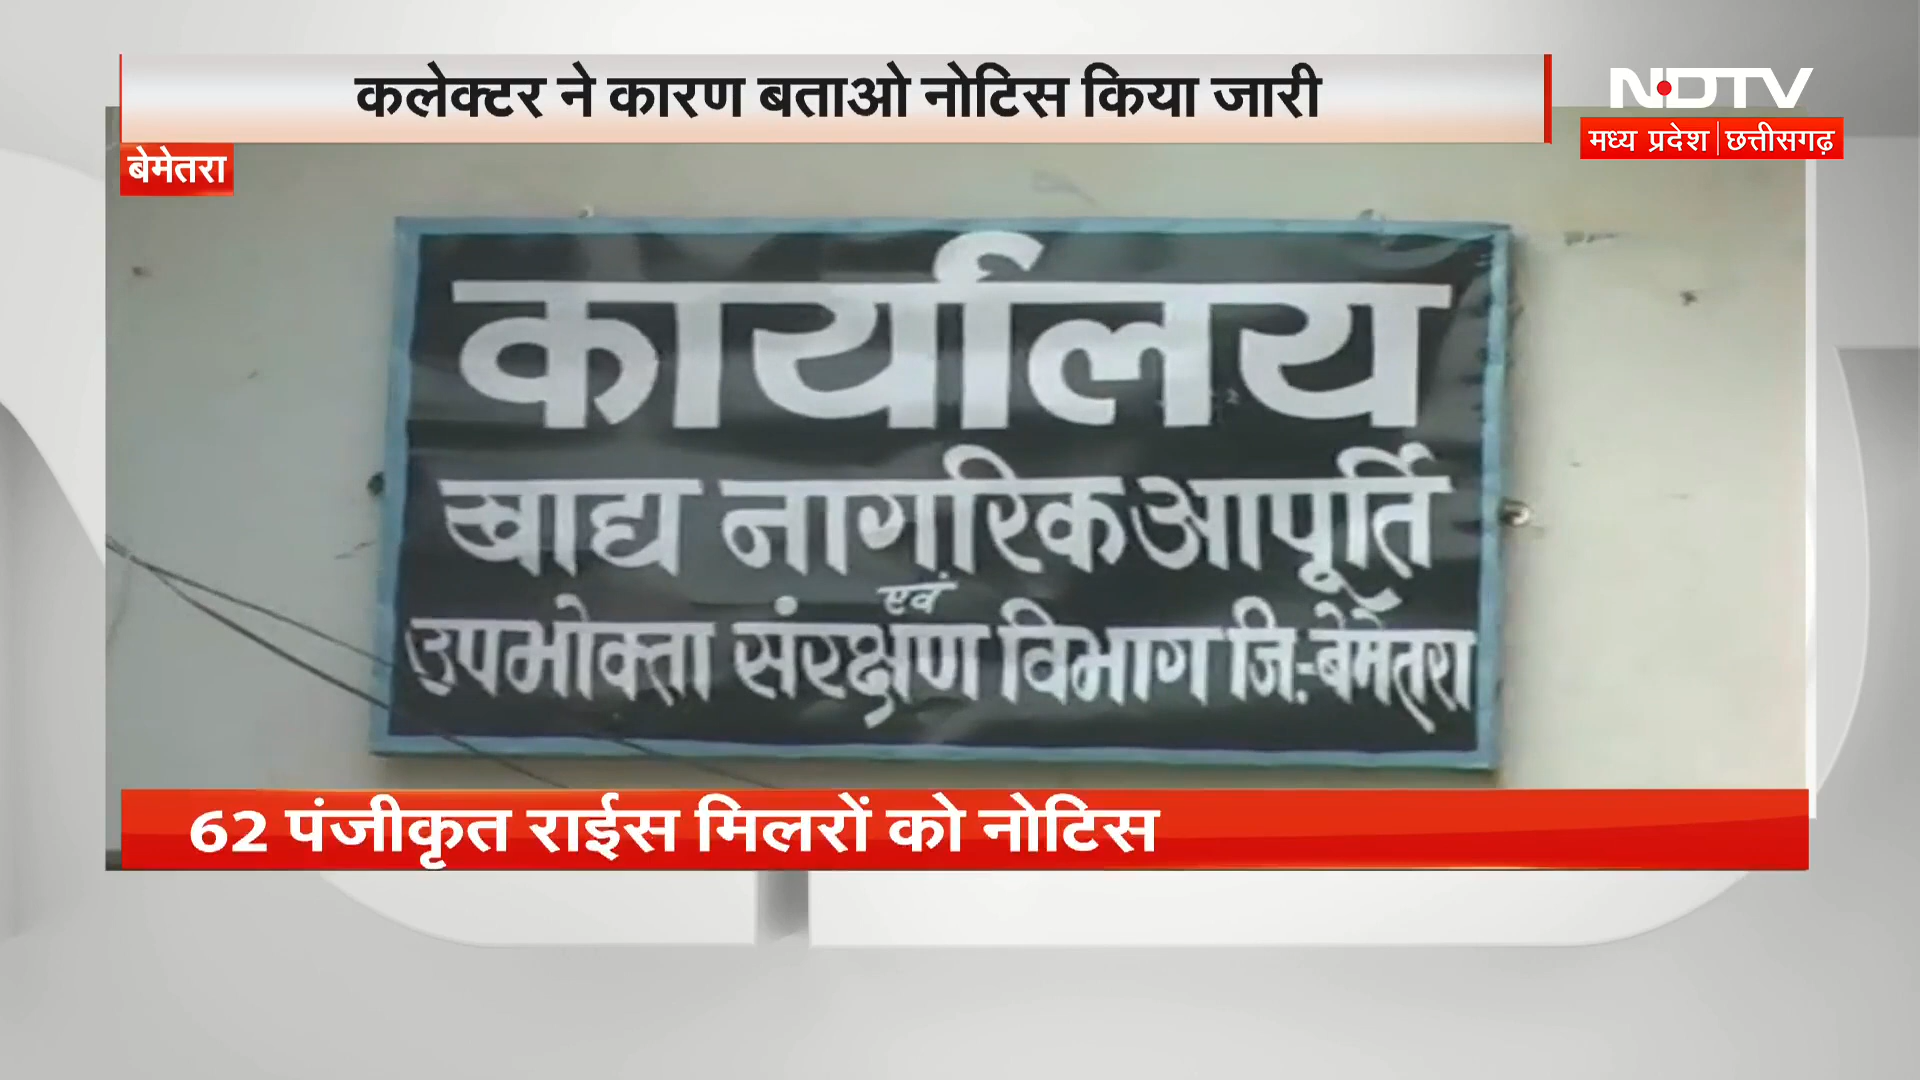 कलेक्टर ने कारण बताओ नोटिस किया जारी
NDTV
मध्य प्रदेश | छत्तीसगढ़
बेमेतरा
कार्यालय
खाद्य नागरिक आपूर्ति
एवं
उपभोक्ता संरक्षण विभाग जि.-बेमेतरा
62 पंजीकृत राईस मिलरों को नोटिस